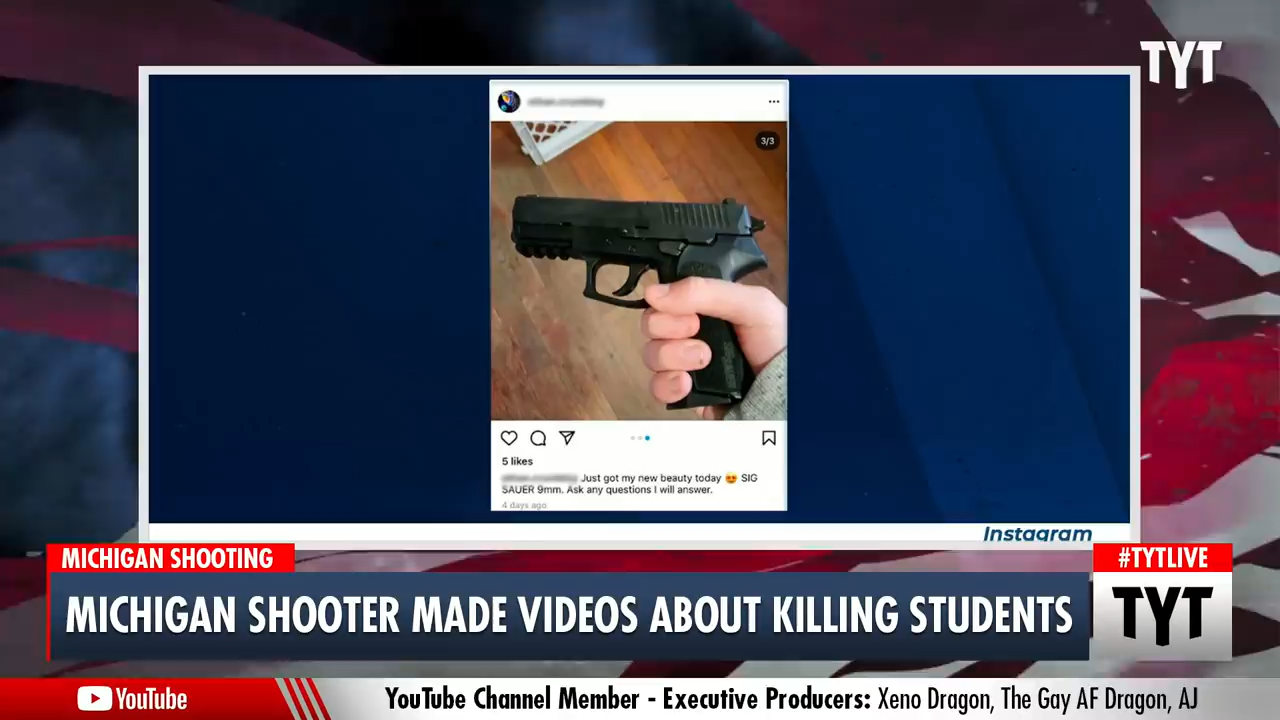 TYT
3/3
5 likes
Just got my new beauty today 😍 SIG
SAUER 9mm. Ask any questions I will answer.
4 days ago
Instagram
MICHIGAN SHOOTING
#TYTLIVE
MICHIGAN SHOOTER MADE VIDEOS ABOUT KILLING STUDENTS
TYT
YouTube
YouTube Channel Member - Executive Producers: Xeno Dragon, The Gay AF Dragon, AJ